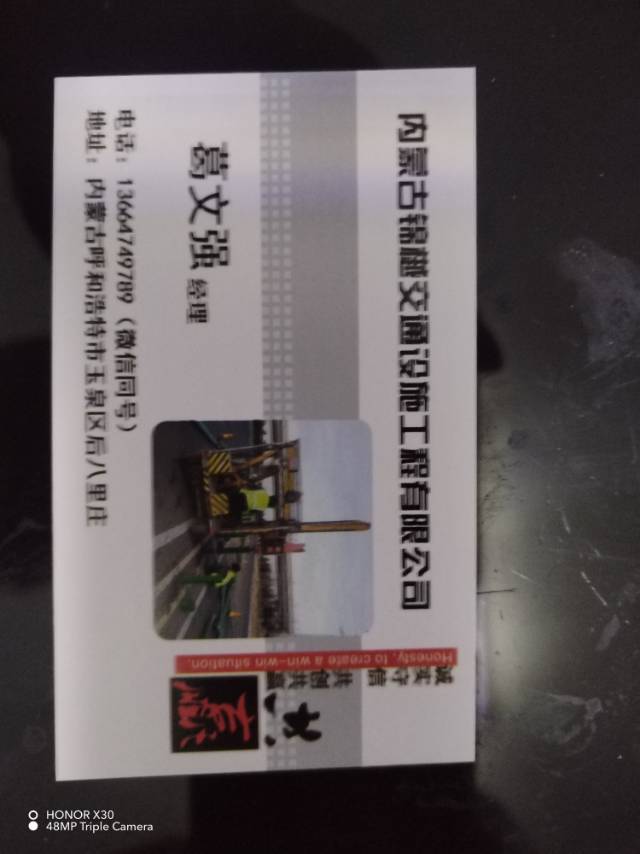 内蒙古锦樾交通设施工程有限公司
葛文强 经理
电话：13664749789（微信同号）
地址：内蒙古呼和浩特市玉泉区后八里庄
诚实守信
共创共赢
Honesty, to create a win-win situation.
共赢
HONOR X30
48MP Triple Camera